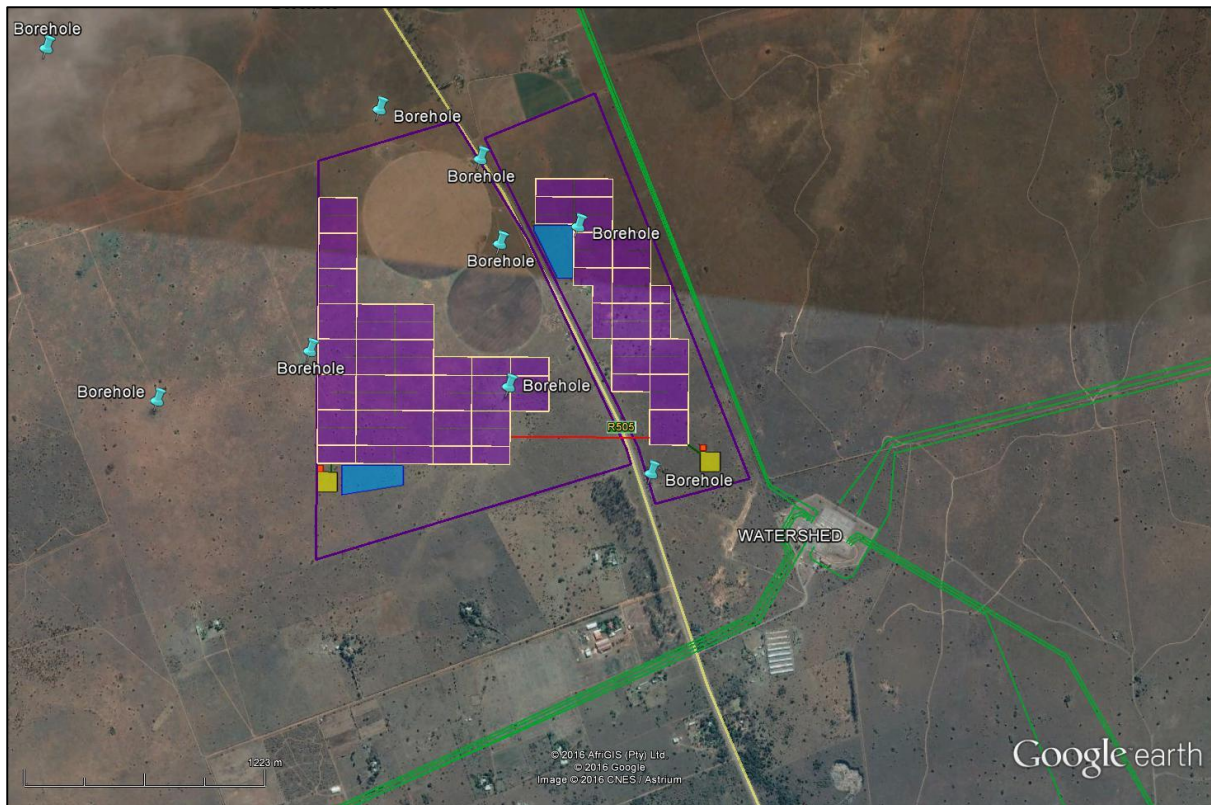 Borehole
Borehole
Borehole
Borehole
Borehole
Borehole
Borehole
Borehole
R505
Borehole
WATERSHED
1223 m
© 2016 AfriGIS (Pty) Ltd
© 2016 Google
Image © 2016 CNES / Astrium
Google earth